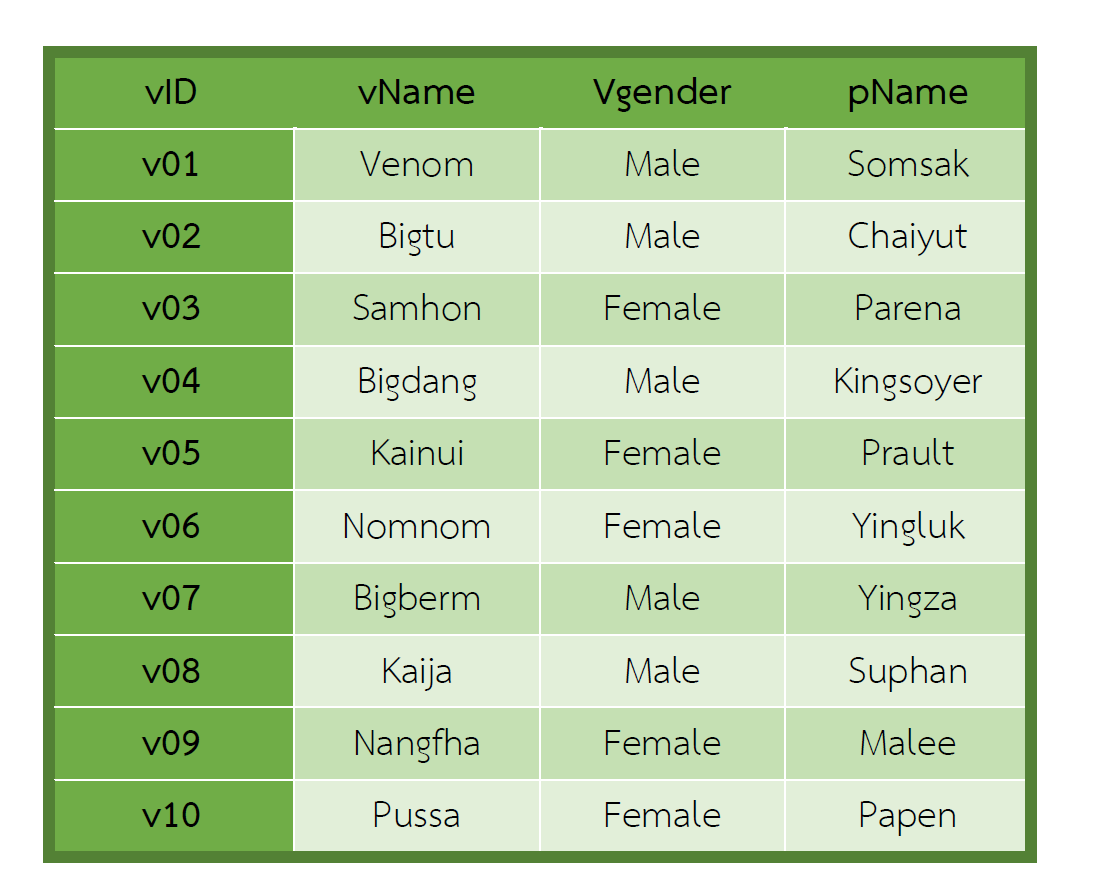 vID vName Vgender pName
v01 Venom Male Somsak
v02 Bigtu Male Chaiyut
v03 Samhon Female Parena
v04 Bigdang Male Kingsoyer
v05 Kainui Female Prault
v06 Nomnom Female Yingluk
v07 Bigberm Male Yingza
v08 Kaija Male Suphan
v09 Nangfha Female Malee
v10 Pussa Female Papen